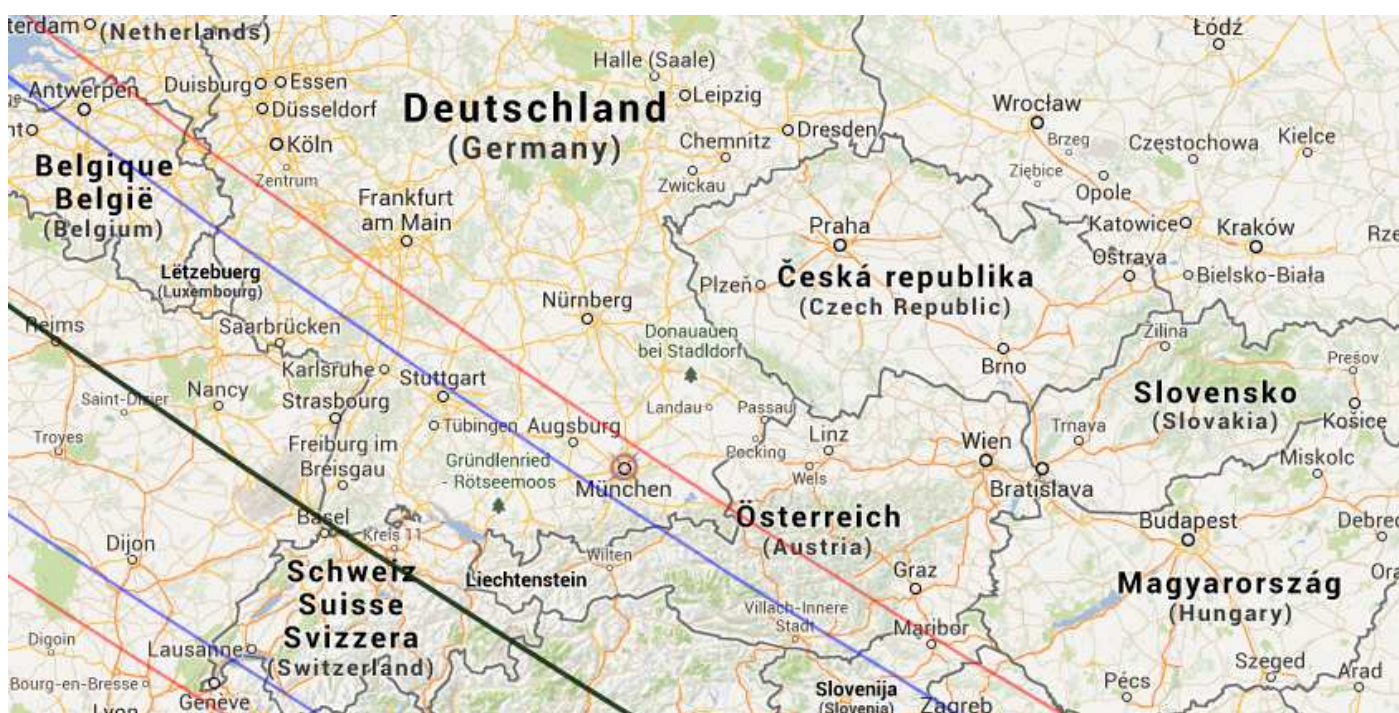 terdam
(Netherlands)
Łódź
Halle (Saale)
Duisburg
Essen
Leipzig
Antwerpen
Düsseldorf
Deutschland
(Germany)
Wrocław
Dresden
Brzeg
Częstochowa
Kielce
Köln
Chemnitz
Zentrum
Zwickau
Ziębice
Opole
Belgique
België
(Belgium)
Frankfurt
am Main
Praha
Katowice
Kraków
Rze
Lëtzebuerg
(Luxembourg)
Plzeň
Česká republika
(Czech Republic)
Ostrava
Bielsko-Biała
Nürnberg
Reims
Saarbrücken
Donauauen
bei Stadldorf
Žilina
Prešov
Karlsruhe
Stuttgart
Brno
Nancy
Saint-Dizier
Strasbourg
Landau
Passau
Slovensko
(Slovakia)
Košice
Troyes
Tübingen
Augsburg
Linz
Wien
Trnava
Freiburg im
Breisgau
Gründlenried
- Rötseemoos
Pocking
Wels
Miskolc
München
Bratislava
Basel
Kreis 11
Österreich
(Austria)
Budapest
Debrec
Dijon
Wilten
Schweiz
Suisse
Svizzera
(Switzerland)
Liechtenstein
Graz
Magyarország
(Hungary)
Ora
Villach-Innere
Stadt
Maribor
Digoin
Lausanne
Szeged
Arad
Bourg-en-Bresse
Genève
Lyon
Slovenija
(Slovenia)
Zagreb
Pécs